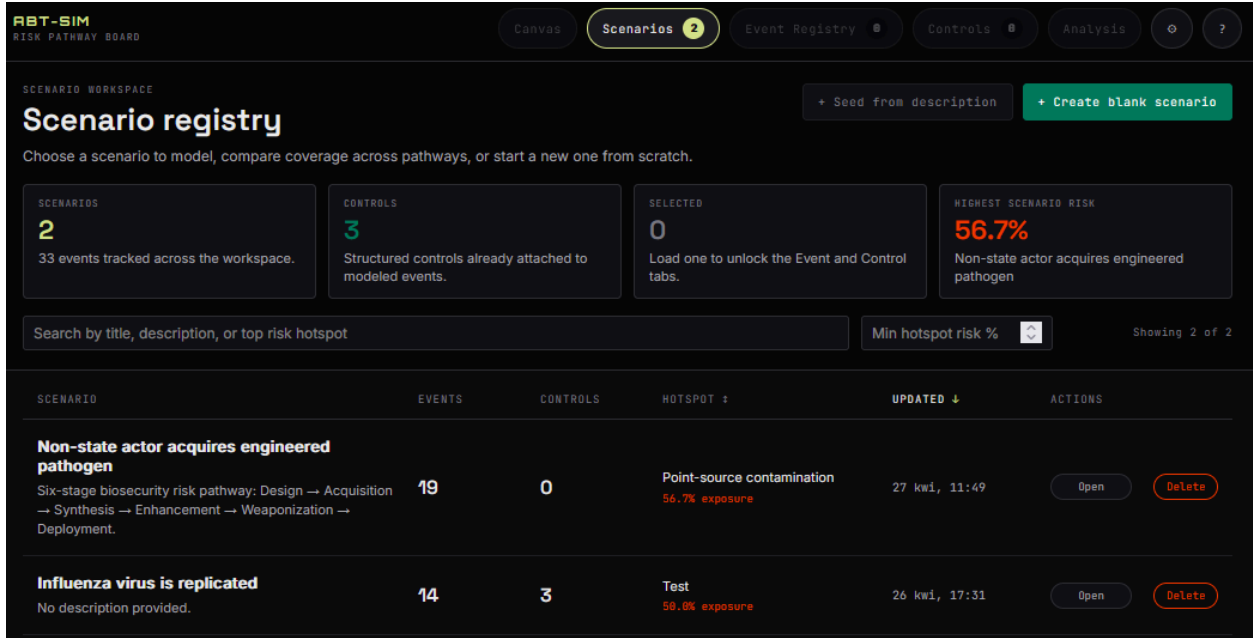 ABT-SIM
RISK PATHWAY BOARD
Canvas
Scenarios 2
Event Registry 0
Controls 0
Analysis
?
SCENARIO WORKSPACE
Scenario registry
+ Seed from description
+ Create blank scenario
Choose a scenario to model, compare coverage across pathways, or start a new one from scratch.
SCENARIOS
2
33 events tracked across the workspace.
CONTROLS
3
Structured controls already attached to
modeled events.
SELECTED
0
Load one to unlock the Event and Control
tabs.
HIGHEST SCENARIO RISK
56.7%
Non-state actor acquires engineered
pathogen
Search by title, description, or top risk hotspot
Min hotspot risk %
Showing 2 of 2
SCENARIO EVENTS CONTROLS HOTSPOT ↕ UPDATED ↓ ACTIONS
Non-state actor acquires engineered
pathogen
Six-stage biosecurity risk pathway: Design → Acquisition
→ Synthesis → Enhancement → Weaponization →
Deployment.
19
0
Point-source contamination
56.7% exposure
27 kwi, 11:49
Open
Delete
Influenza virus is replicated
No description provided.
14
3
Test
50.0% exposure
26 kwi, 17:31
Open
Delete